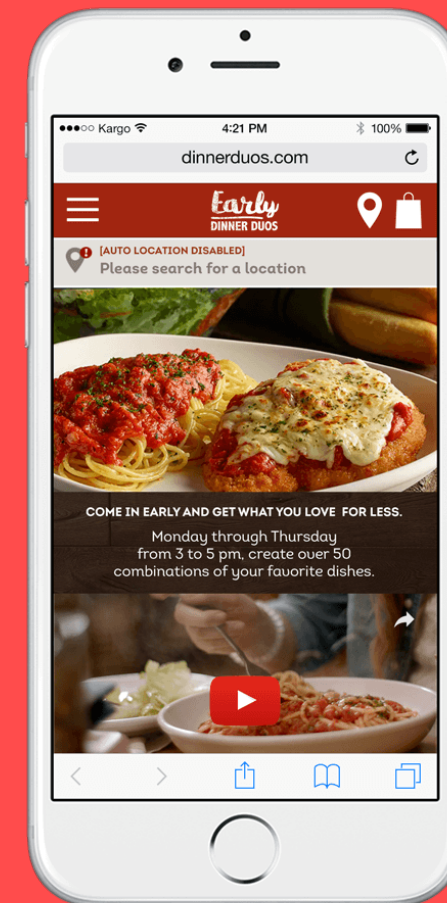 Kargo 4:21 PM 100%
dinnerduos.com
Early
DINNER DUOS
[AUTO LOCATION DISABLED]
Please search for a location
COME IN EARLY AND GET WHAT YOU LOVE FOR LESS.
Monday through Thursday
from 3 to 5 pm, create over 50
combinations of your favorite dishes.